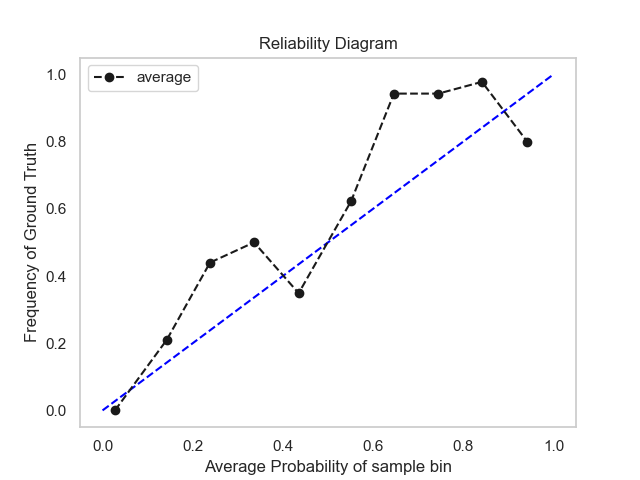 Reliability Diagram
average
Frequency of Ground Truth
1.0
0.8
0.6
0.4
0.2
0.0
0.0 0.2 0.4 0.6 0.8 1.0
Average Probability of sample bin